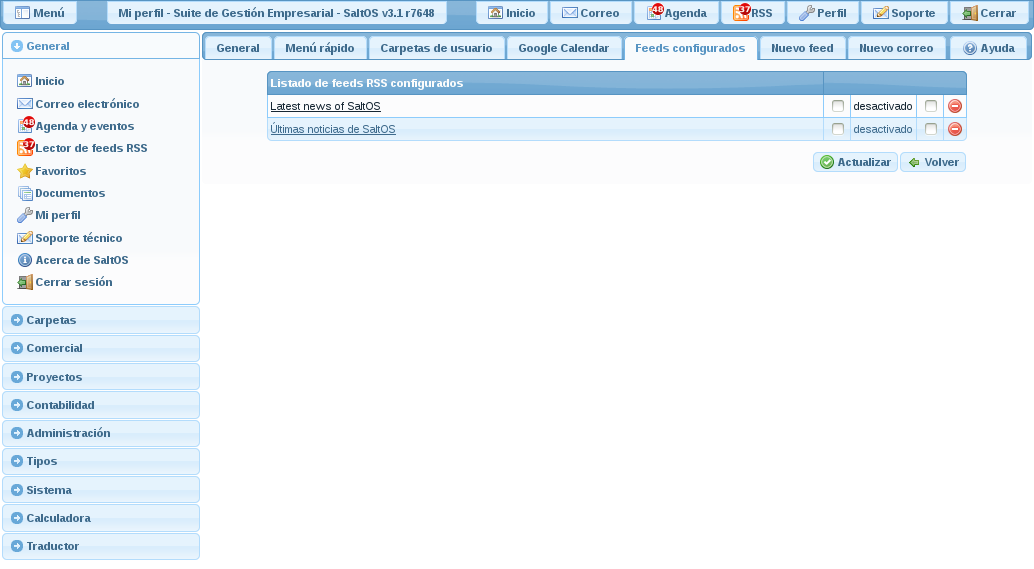 Menú
Mi perfil - Suite de Gestión Empresarial - SaltOS v3.1 r7648
Inicio
Correo
48
Agenda
37
RSS
Perfil
Soporte
Cerrar
General
Inicio
Correo electrónico
48
Agenda y eventos
37
Lector de feeds RSS
Favoritos
Documentos
Mi perfil
Soporte técnico
Acerca de SaltOS
Cerrar sesión
Carpetas
Comercial
Proyectos
Contabilidad
Administración
Tipos
Sistema
Calculadora
Traductor
General
Menú rápido
Carpetas de usuario
Google Calendar
Feeds configurados
Nuevo feed
Nuevo correo
Ayuda
Listado de feeds RSS configurados
Latest news of SaltOS
desactivado
Últimas noticias de SaltOS
desactivado
Actualizar
Volver